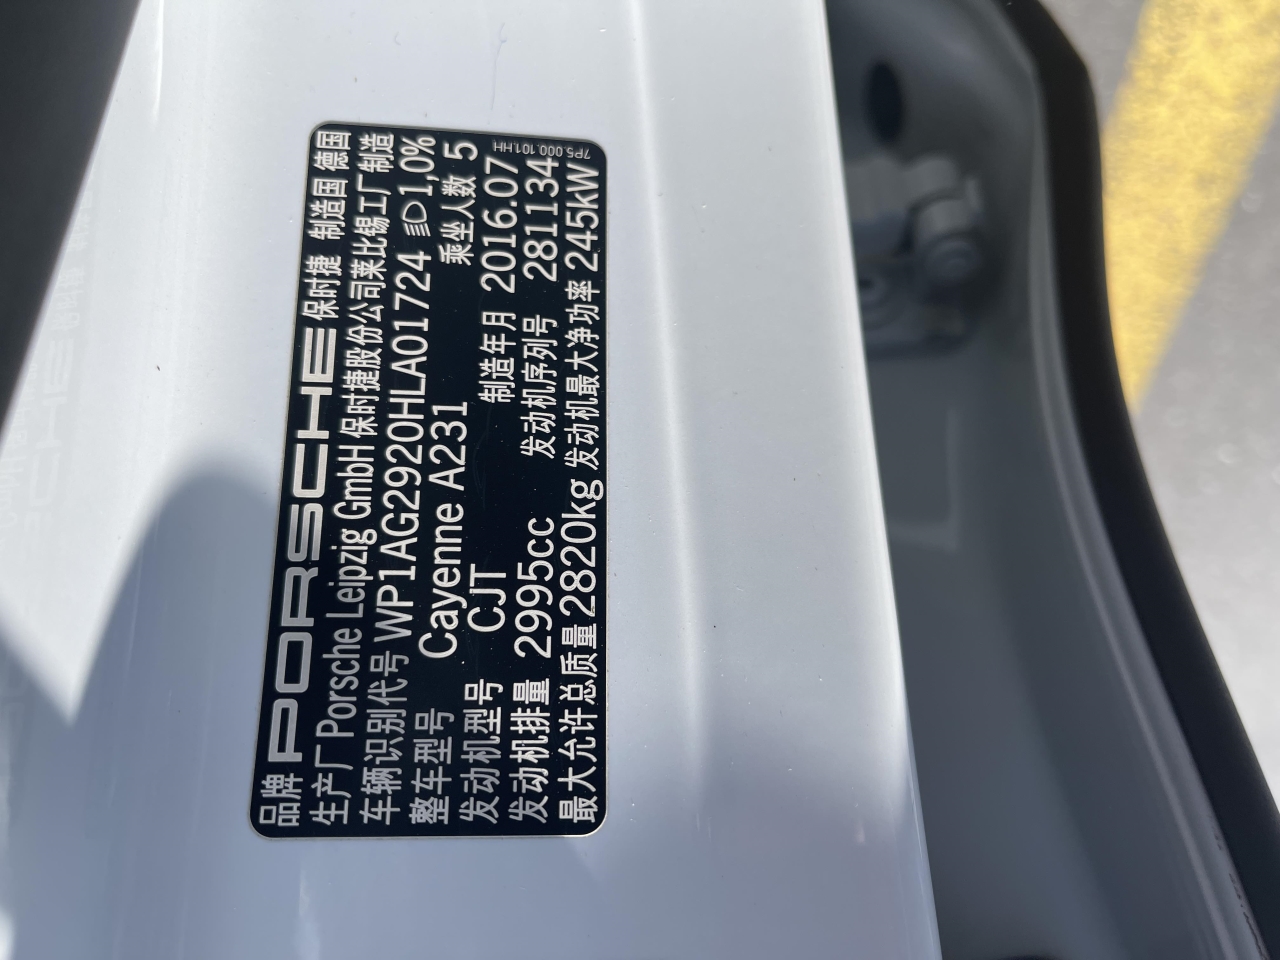 品牌 PORSCHE 保时捷 制造国 德国
生产厂 Porsche Leipzig GmbH 保时捷股份公司莱比锡工厂制造
车辆识别代号 WP1AG2920HLA01724 1,0%
整车型号 Cayenne A231 乘坐人数 5
发动机型号 CJT 制造年月 2016.07
发动机排量 2995cc 发动机序列号 281134
最大允许总质量 2820kg 发动机最大净功率 245kW
7P5.000.101.HH